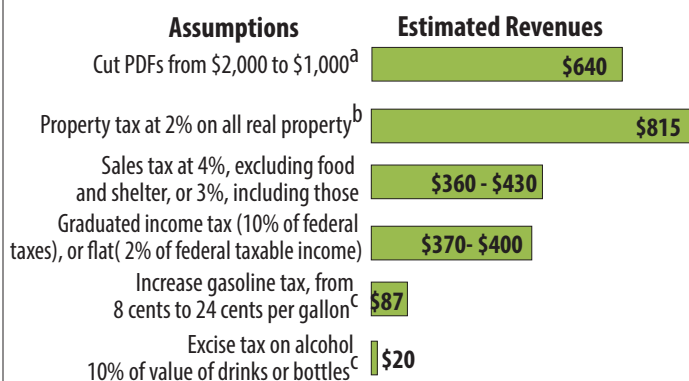 Assumptions Estimated Revenues
Cut PDFs from $2,000 to $1,000a $640
Property tax at 2% on all real propertyb $815
Sales tax at 4%, excluding food
and shelter, or 3%, including those $360 - $430
Graduated income tax (10% of federal
taxes), or flat( 2% of federal taxable income) $370- $400
Increase gasoline tax, from
8 cents to 24 cents per gallonc $87
Excise tax on alcohol
10% of value of drinks or bottlesc $20